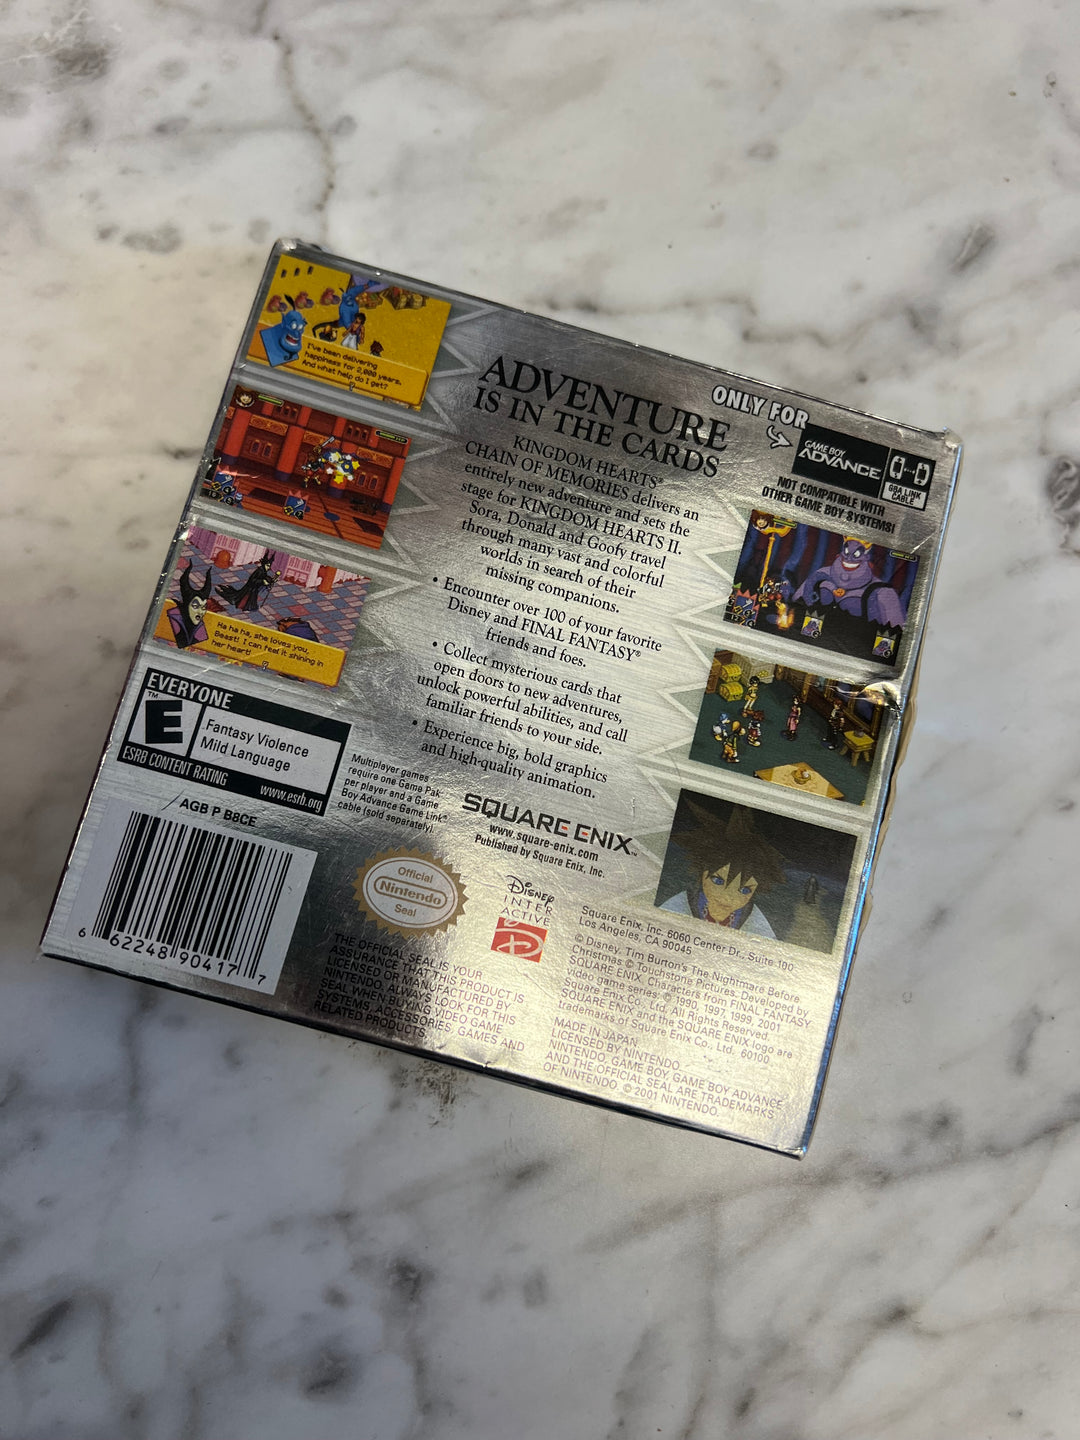 I've been delivering
happiness for 2,000 years,
And what help do I get?
Ha ha ha, she loves you,
Beast! I can feel it shining in
her heart!
ADVENTURE
IS IN THE CARDS
KINGDOM HEARTS®
CHAIN OF MEMORIES delivers an
entirely new adventure and sets the
stage for KINGDOM HEARTS II.
Sora, Donald and Goofy travel
through many vast and colorful
worlds in search of their
missing companions.
• Encounter over 100 of your favorite
Disney and FINAL FANTASY®
friends and foes.
• Collect mysterious cards that
open doors to new adventures,
unlock powerful abilities, and call
familiar friends to your side.
• Experience big, bold graphics
and high-quality animation.
ONLY FOR
GAME BOY
ADVANCE
GBA LINK
CABLE
NOT COMPATIBLE WITH
OTHER GAME BOY SYSTEMS!
EVERYONE
E
™
Fantasy Violence
Mild Language
ESRB CONTENT RATING
www.esrb.org
Multiplayer games
require one Game Pak
per player and a Game
Boy Advance Game Link®
cable (sold separately).
SQUARE ENIX™
www.square-enix.com
Published by Square Enix, Inc.
AGB P B8CE
6 62248 90417 7
Official
Nintendo
Seal
Disney
INTER
ACTIVE
D
THE OFFICIAL SEAL IS YOUR
ASSURANCE THAT THIS PRODUCT IS
LICENSED OR MANUFACTURED BY
NINTENDO. ALWAYS LOOK FOR THIS
SEAL WHEN BUYING VIDEO GAME
SYSTEMS, ACCESSORIES, GAMES AND
RELATED PRODUCTS.
Square Enix, Inc. 6060 Center Dr., Suite 100
Los Angeles, CA 90045
© Disney. Tim Burton's The Nightmare Before
Christmas © Touchstone Pictures. Developed by
SQUARE ENIX. Characters from FINAL FANTASY
video game series: © 1990, 1997, 1999, 2001
Square Enix Co., Ltd. All Rights Reserved.
SQUARE ENIX and the SQUARE ENIX logo are
trademarks of Square Enix Co., Ltd. 60100
MADE IN JAPAN
LICENSED BY NINTENDO.
NINTENDO, GAME BOY, GAME BOY ADVANCE
AND THE OFFICIAL SEAL ARE TRADEMARKS
OF NINTENDO. © 2001 NINTENDO.